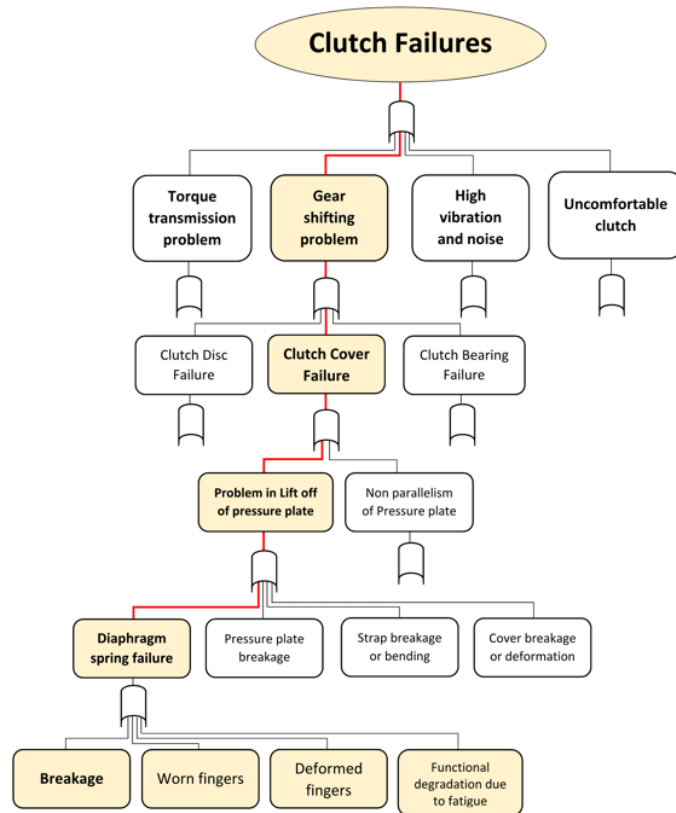 Clutch Failures
Torque
transmission
problem
Gear
shifting
problem
High
vibration
and noise
Uncomfortable
clutch
Clutch Disc
Failure
Clutch Cover
Failure
Clutch Bearing
Failure
Problem in Lift off
of pressure plate
Non parallelism
of Pressure plate
Diaphragm
spring failure
Pressure plate
breakage
Strap breakage
or bending
Cover breakage
or deformation
Breakage
Worn fingers
Deformed
fingers
Functional
degradation due
to fatigue